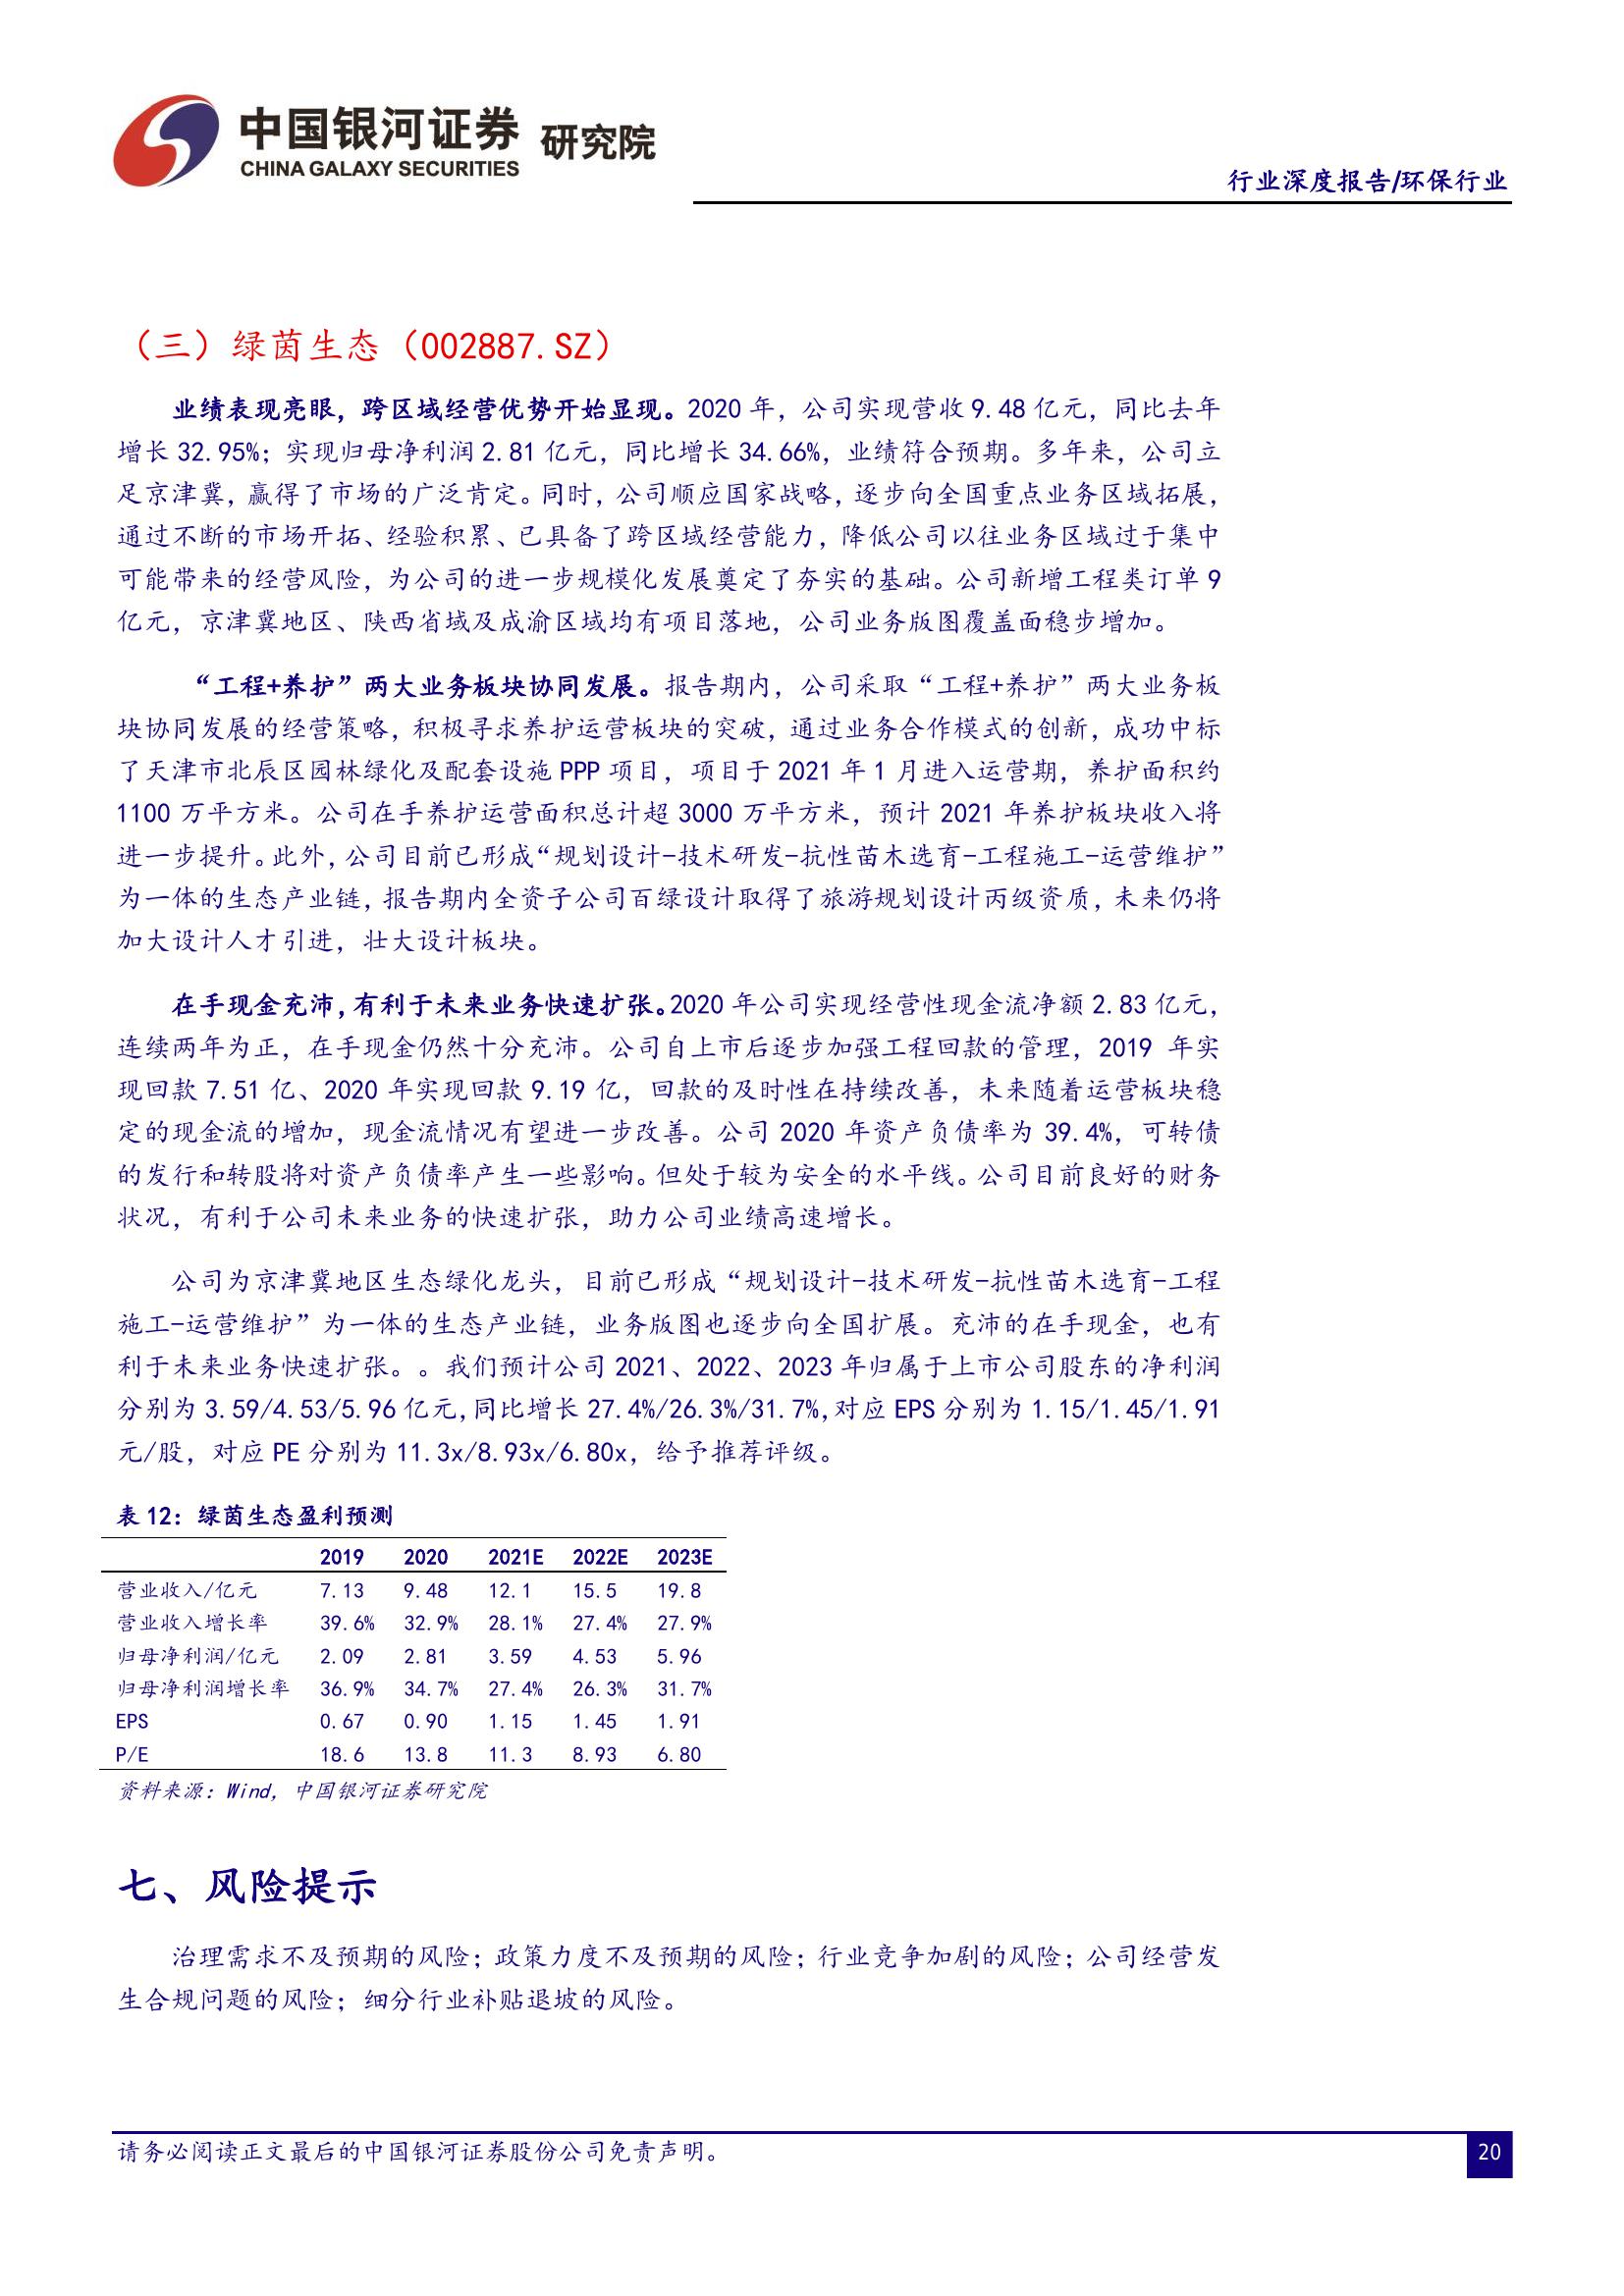 中国银河证券 研究院
CHINA GALAXY SECURITIES
行业深度报告/环保行业
（三）绿茵生态（002887.SZ）
业绩表现亮眼，跨区域经营优势开始显现。2020 年，公司实现营收 9.48 亿元，同比去年
增长 32.95%；实现归母净利润 2.81 亿元，同比增长 34.66%，业绩符合预期。多年来，公司立
足京津冀，赢得了市场的广泛肯定。同时，公司顺应国家战略，逐步向全国重点业务区域拓展，
通过不断的市场开拓、经验积累、已具备了跨区域经营能力，降低公司以往业务区域过于集中
可能带来的经营风险，为公司的进一步规模化发展奠定了夯实的基础。公司新增工程类订单 9
亿元，京津冀地区、陕西省域及成渝区域均有项目落地，公司业务版图覆盖面稳步增加。
“工程+养护”两大业务板块协同发展。报告期内，公司采取“工程+养护”两大业务板
块协同发展的经营策略，积极寻求养护运营板块的突破，通过业务合作模式的创新，成功中标
了天津市北辰区园林绿化及配套设施 PPP 项目，项目于 2021 年 1 月进入运营期，养护面积约
1100 万平方米。公司在手养护运营面积总计超 3000 万平方米，预计 2021 年养护板块收入将
进一步提升。此外，公司目前已形成“规划设计-技术研发-抗性苗木选育-工程施工-运营维护”
为一体的生态产业链，报告期内全资子公司百绿设计取得了旅游规划设计丙级资质，未来仍将
加大设计人才引进，壮大设计板块。
在手现金充沛，有利于未来业务快速扩张。2020 年公司实现经营性现金流净额 2.83 亿元，
连续两年为正，在手现金仍然十分充沛。公司自上市后逐步加强工程回款的管理，2019 年实
现回款 7.51 亿、2020 年实现回款 9.19 亿，回款的及时性在持续改善，未来随着运营板块稳
定的现金流的增加，现金流情况有望进一步改善。公司 2020 年资产负债率为 39.4%，可转债
的发行和转股将对资产负债率产生一些影响。但处于较为安全的水平线。公司目前良好的财务
状况，有利于公司未来业务的快速扩张，助力公司业绩高速增长。
公司为京津冀地区生态绿化龙头，目前已形成“规划设计-技术研发-抗性苗木选育-工程
施工-运营维护”为一体的生态产业链，业务版图也逐步向全国扩展。充沛的在手现金，也有
利于未来业务快速扩张。。我们预计公司 2021、2022、2023 年归属于上市公司股东的净利润
分别为 3.59/4.53/5.96 亿元,同比增长 27.4%/26.3%/31.7%,对应 EPS 分别为 1.15/1.45/1.91
元/股，对应 PE 分别为 11.3x/8.93x/6.80x，给予推荐评级。
表 12：绿茵生态盈利预测
2019 2020 2021E 2022E 2023E
营业收入/亿元 7.13 9.48 12.1 15.5 19.8
营业收入增长率 39.6% 32.9% 28.1% 27.4% 27.9%
归母净利润/亿元 2.09 2.81 3.59 4.53 5.96
归母净利润增长率 36.9% 34.7% 27.4% 26.3% 31.7%
EPS 0.67 0.90 1.15 1.45 1.91
P/E 18.6 13.8 11.3 8.93 6.80
资料来源：Wind，中国银河证券研究院
七、风险提示
治理需求不及预期的风险；政策力度不及预期的风险；行业竞争加剧的风险；公司经营发
生合规问题的风险；细分行业补贴退坡的风险。
请务必阅读正文最后的中国银河证券股份公司免责声明。
20